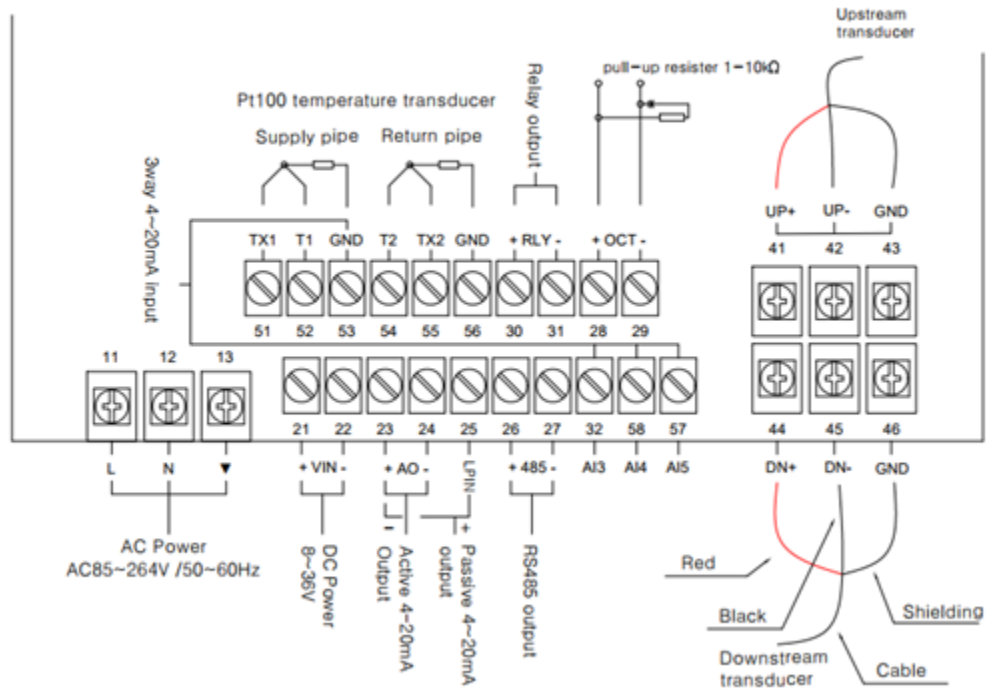 Upstream
transducer
pull-up resister 1-10kΩ
Relay output
Pt100 temperature transducer
Supply pipe Return pipe
3way 4~20mA input
UP+ UP- GND
TX1 T1 GND T2 TX2 GND + RLY - + OCT -
41 42 43
51 52 53 54 55 56 30 31 28 29
11 12 13
21 22 23 24 25 26 27 32 58 57
44 45 46
L N ▼ + VIN - + AO - LPIN + 485 - AI3 AI4 AI5
DN+ DN- GND
- +
AC Power
AC85~264V /50~60Hz
DC Power
8~36V
Active 4-20mA
Output
Passive 4~20mA
output
RS485 output
Red
Black
Shielding
Downstream
transducer
Cable